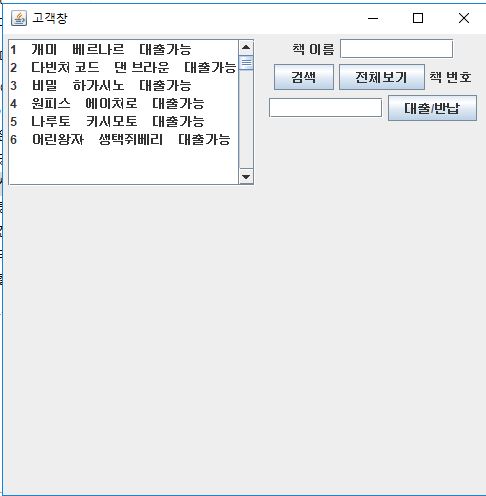 고객창
1 개미 베르나르 대출가능
2 다빈처 코드 댄 브라운 대출가능
3 비밀 하가시노 대출가능
4 원피스 에이처로 대출가능
5 나루토 키시모토 대출가능
6 어린왕자 생택쥐베리 대출가능
책 이름
검색 전체보기 책 번호
대출/반납